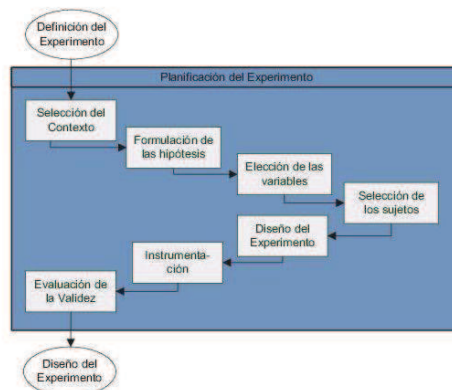 Definición del
Experimento
Planificación del Experimento
Selección del
Contexto
Formulación de
las hipótesis
Elección de las
variables
Selección de
los sujetos
Diseño del
Experimento
Instrumenta-
ción
Evaluación de
la Validez
Diseño del
Experimento